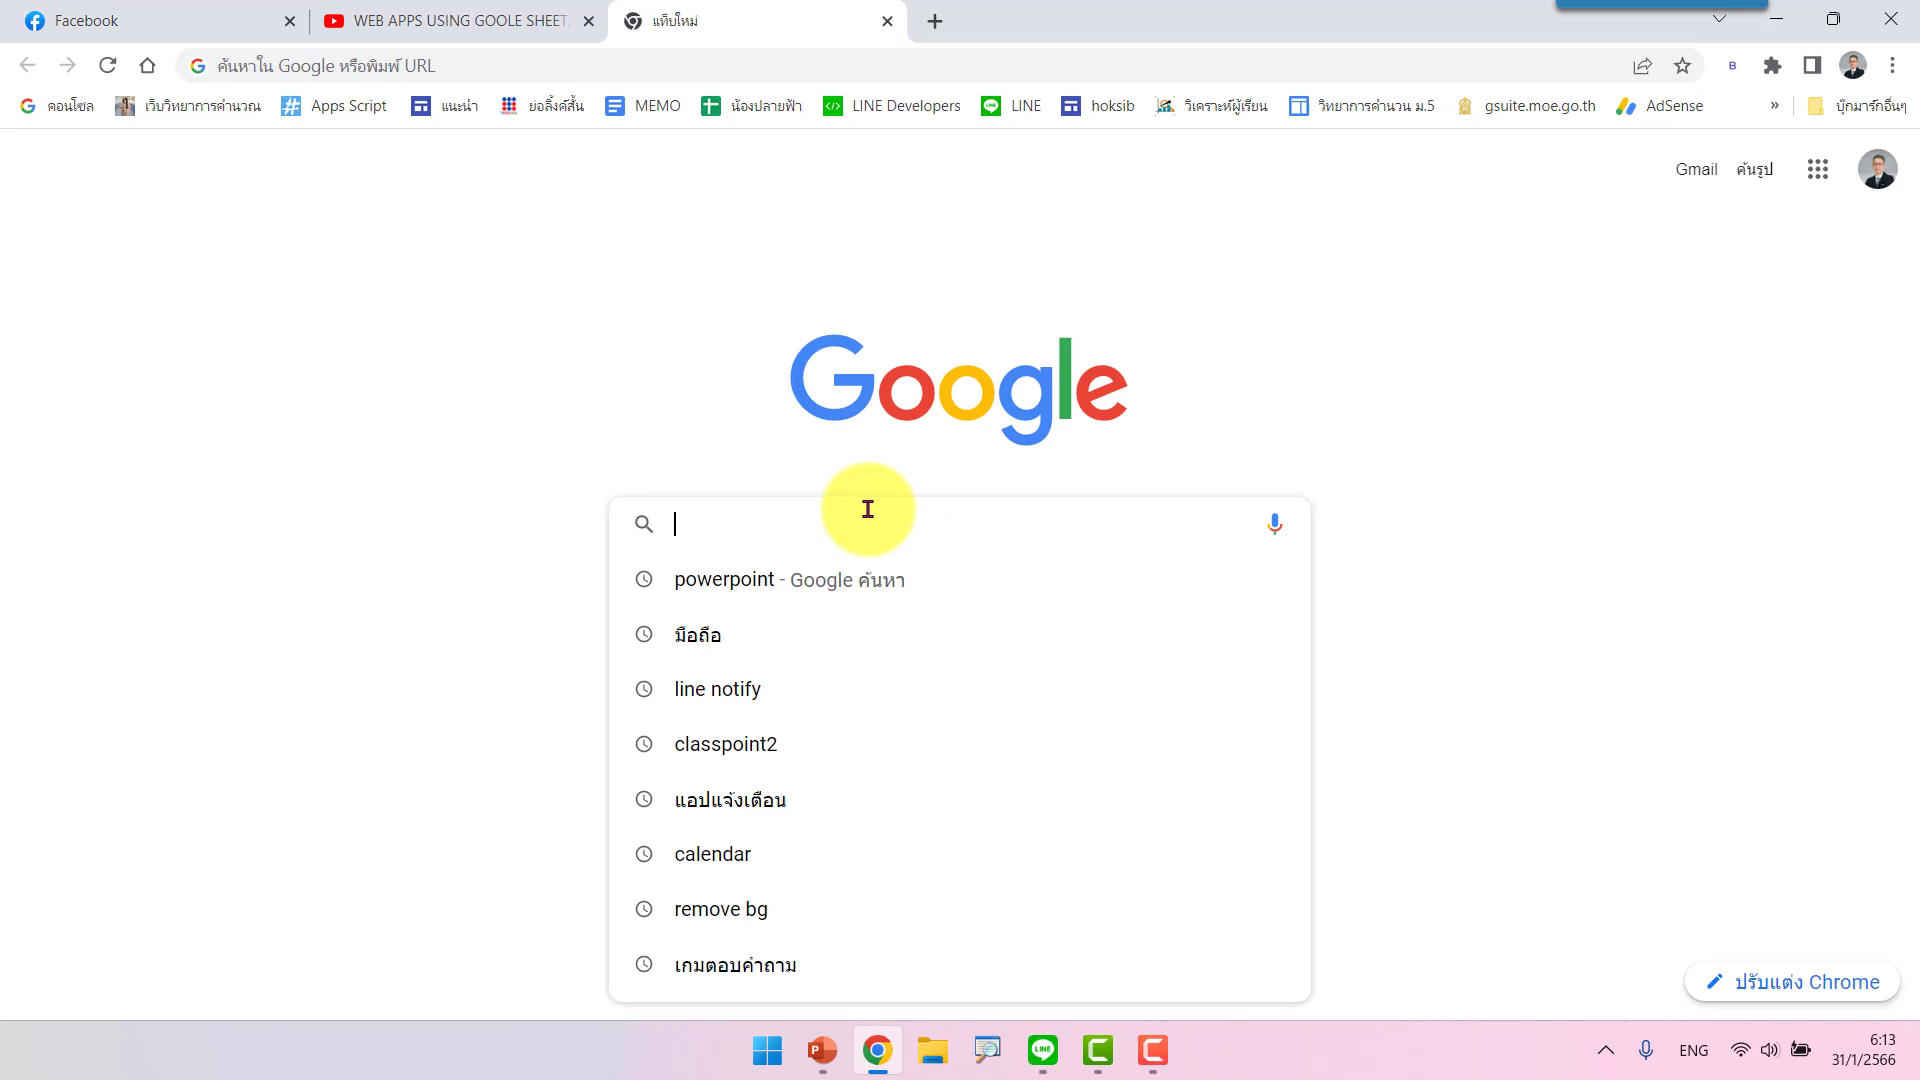 Facebook
WEB APPS USING GOOLE SHEET
แท็บใหม่
ค้นหาใน Google หรือพิมพ์ URL
B
คอนโซล
เว็บวิทยาการคำนวณ
Apps Script
แนะนำ
ย่อลิ้งค์สั้น
MEMO
น้องปลายฟ้า
LINE Developers
LINE
hoksib
วิเคราะห์ผู้เรียน
วิทยาการคำนวน ม.5
gsuite.moe.go.th
AdSense
»
บุ๊กมาร์กอื่นๆ
Gmail
ค้นรูป
Google
powerpoint - Google ค้นหา
มือถือ
line notify
classpoint2
แอปแจ้งเตือน
calendar
remove bg
เกมตอบคำถาม
ปรับแต่ง Chrome
ENG
6:13
31/1/2566